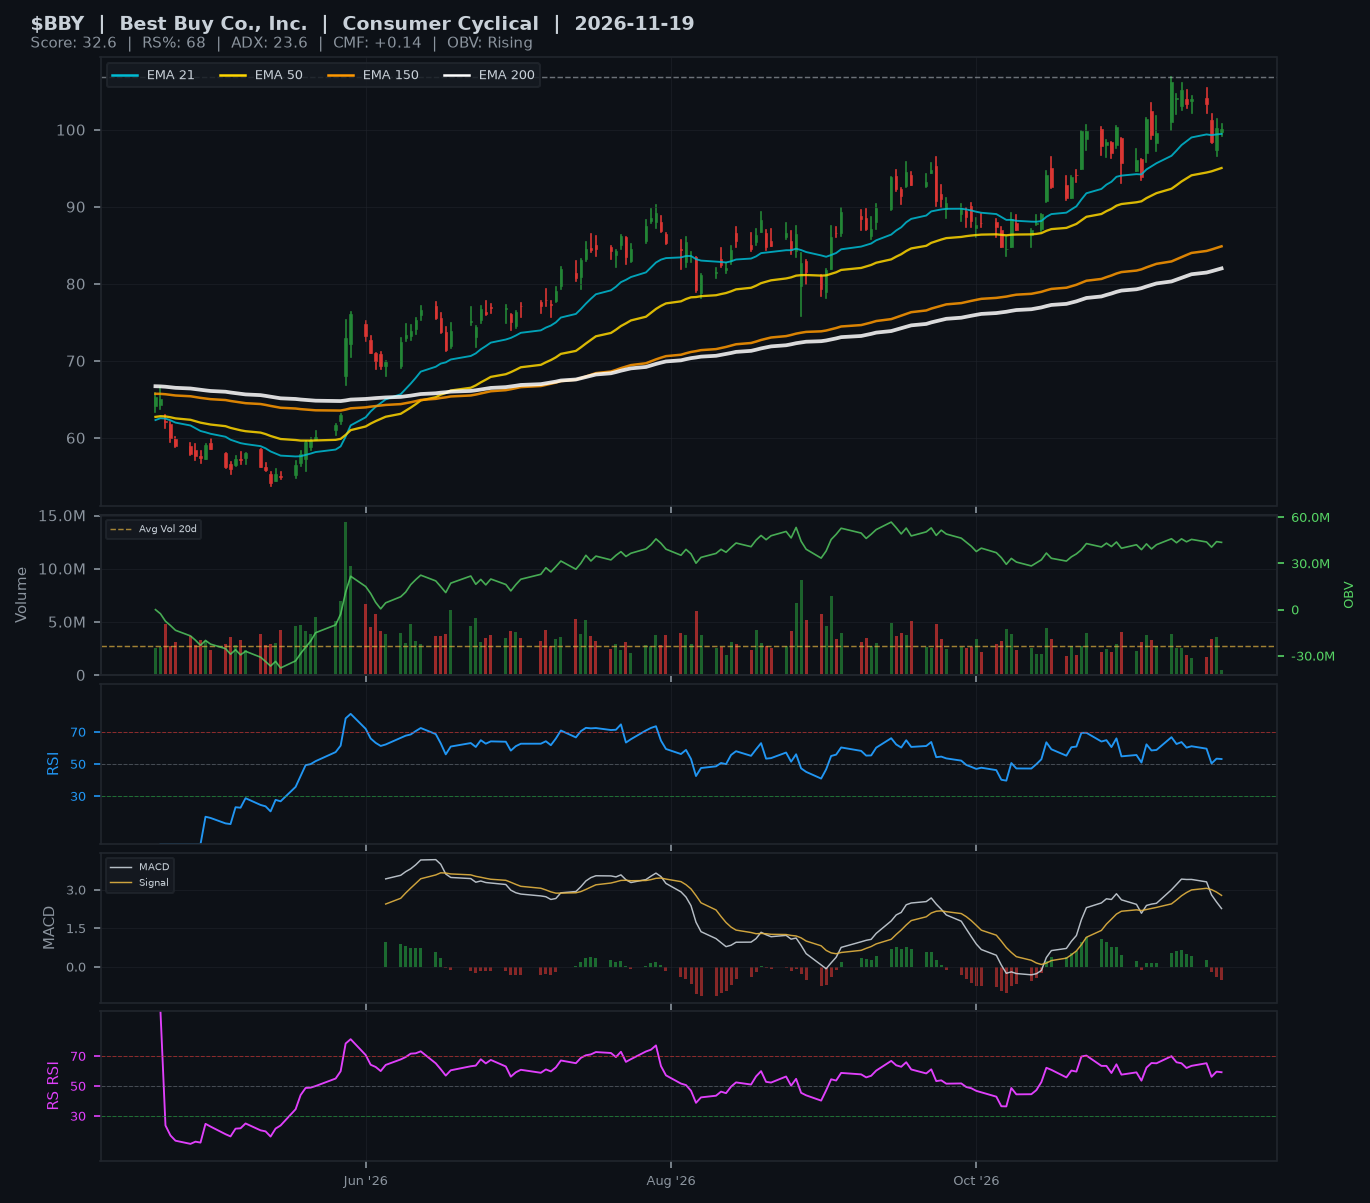 $BBY | Best Buy Co., Inc. | Consumer Cyclical | 2026-11-19
Score: 32.6 | RS%: 68 | ADX: 23.6 | CMF: +0.14 | OBV: Rising
EMA 21 EMA 50 EMA 150 EMA 200
100
90
80
70
60
15.0M
10.0M
5.0M
0
Volume
Avg Vol 20d
60.0M
30.0M
0
-30.0M
OBV
70
50
30
RSI
MACD
Signal
3.0
1.5
0.0
MACD
70
50
30
RS RSI
Jun '26 Aug '26 Oct '26